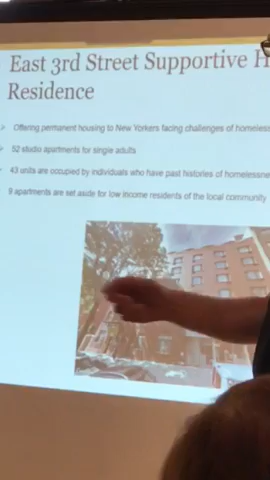 East 3rd Street Supportive H
Residence
Offering permanent housing to New Yorkers facing challenges of homeless
52 studio apartments for single adults
43 units are occupied by individuals who have past histories of homelessne
9 apartments are set aside for low income residents of the local community